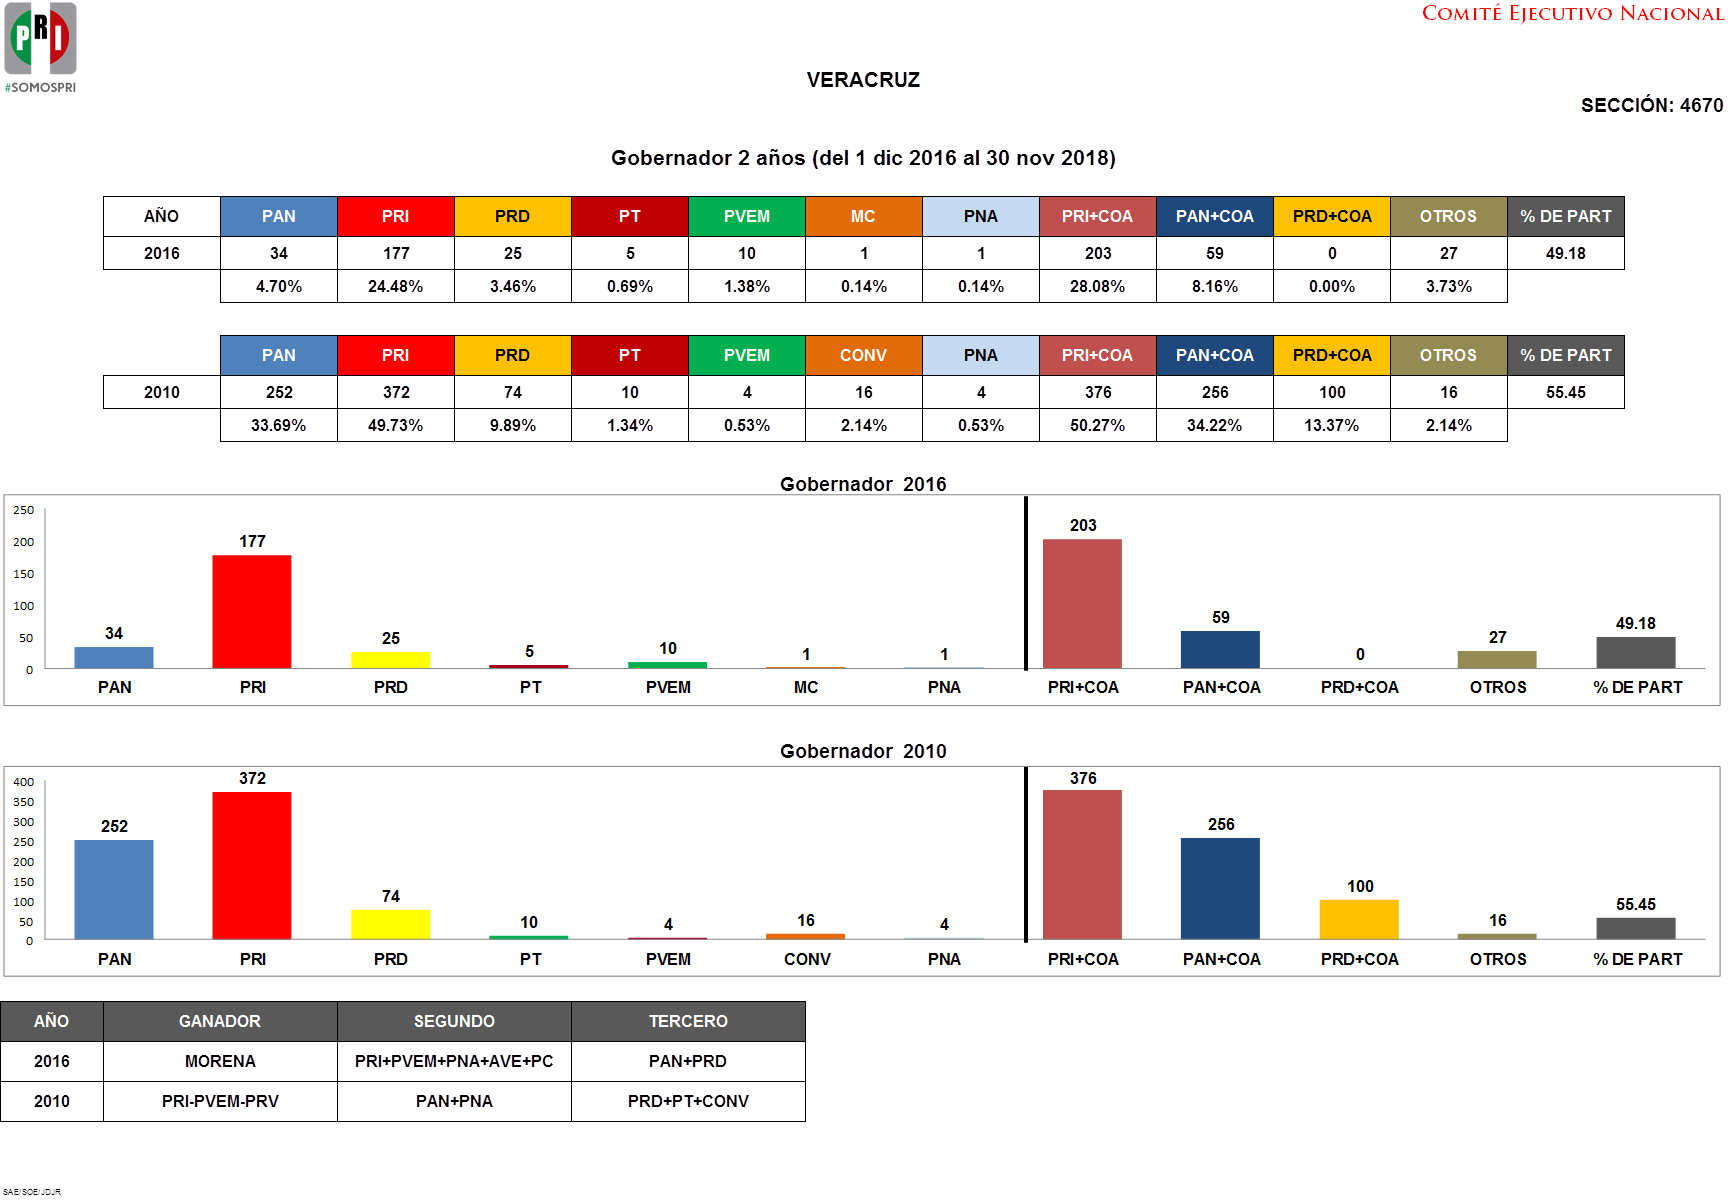 PRI
COMITÉ EJECUTIVO NACIONAL
#SOMOSPRI
VERACRUZ
SECCIÓN: 4670
Gobernador 2 años (del 1 dic 2016 al 30 nov 2018)
AÑO PAN PRI PRD PT PVEM MC PNA PRI+COA PAN+COA PRD+COA OTROS % DE PART
2016 34 177 25 5 10 1 1 203 59 0 27 49.18
4.70% 24.48% 3.46% 0.69% 1.38% 0.14% 0.14% 28.08% 8.16% 0.00% 3.73%
PAN PRI PRD PT PVEM CONV PNA PRI+COA PAN+COA PRD+COA OTROS % DE PART
2010 252 372 74 10 4 16 4 376 256 100 16 55.45
33.69% 49.73% 9.89% 1.34% 0.53% 2.14% 0.53% 50.27% 34.22% 13.37% 2.14%
Gobernador 2016
250
200
150
100
50
0
34 177 25 5 10 1 1 203 59 0 27 49.18
PAN PRI PRD PT PVEM MC PNA PRI+COA PAN+COA PRD+COA OTROS % DE PART
Gobernador 2010
400
350
300
250
200
150
100
50
0
252 372 74 10 4 16 4 376 256 100 16 55.45
PAN PRI PRD PT PVEM CONV PNA PRI+COA PAN+COA PRD+COA OTROS % DE PART
AÑO GANADOR SEGUNDO TERCERO
2016 MORENA PRI+PVEM+PNA+AVE+PC PAN+PRD
2010 PRI-PVEM-PRV PAN+PNA PRD+PT+CONV
SAE/SOE/JDJR